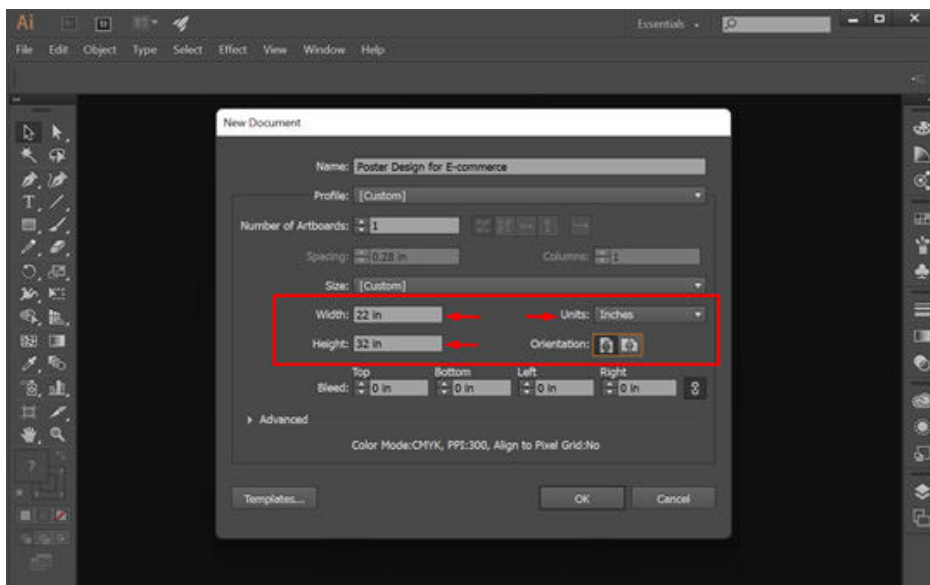 Ai Br Essentials
File Edit Object Type Select Effect View Window Help
New Document
Name: Poster Design for E-commerce
Profile: [Custom]
Number of Artboards: 1
Spacing: 0.28 in Columns: 1
Size: [Custom]
Width: 22 in Units: Inches
Height: 32 in Orientation:
Top Bottom Left Right
Bleed: 0 in 0 in 0 in 0 in
Advanced
Color Mode:CMYK, PPI:300, Align to Pixel Grid:No
Templates... OK Cancel
T
?